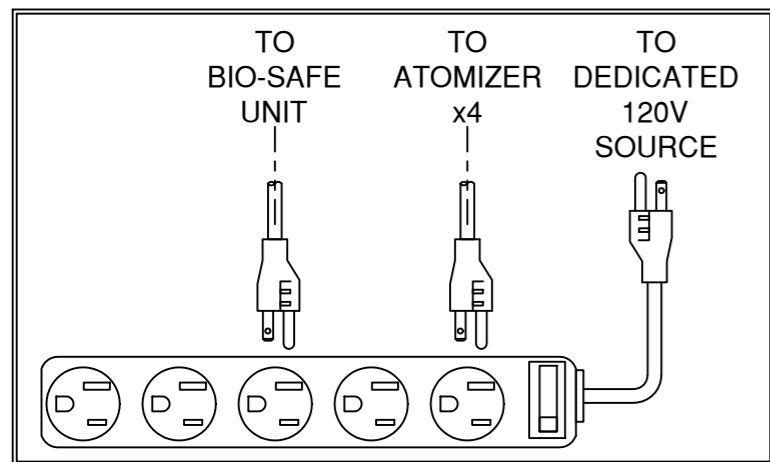 TO
BIO-SAFE
UNIT
TO
ATOMIZER
x4
TO
DEDICATED
120V
SOURCE